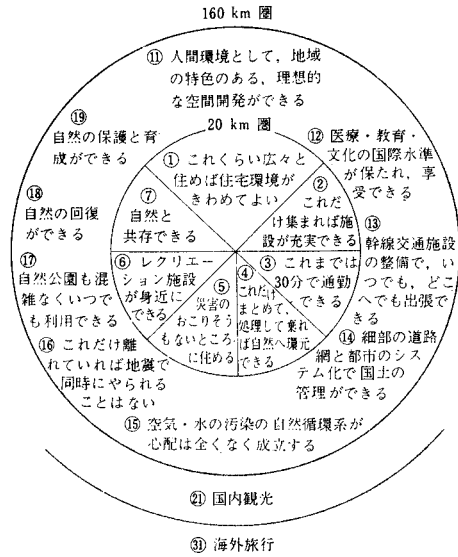 160 km 圏
⑪ 人間環境として，地域
の特色のある，理想的
な空間開発ができる
⑲
自然の保護と育
成ができる
20 km 圏
⑫ 医療・教育・
文化の国際水準
が保たれ，享
受できる
① これくらい広々と
住めば住宅環境が
きわめてよい
② これだ
け集まれば施
設が充実できる
⑱
自然の回復
ができる
⑦
自然と
共存できる
⑬
幹線交通施設
の整備で，い
つでも，どこ
へでも出張で
きる
③ これまでは
30分で通勤
できる
⑰
自然公園も混
雑なくいつで
も利用できる
⑥ レクリエー
ション施設
が身近に
できる
⑤
災害の
おこりそう
もないところ
に住める
④
これだけ
まとめて，
処理して棄れ
ば自然へ還元
できる
⑭ 細部の道路
網と都市のシス
テム化で国土の
管理ができる
⑯ これだけ離
れていれば地震で
同時にやられる
ことはない
⑮ 空気・水の汚染の自然循環系が
心配は全くなく成立する
㉑ 国内観光
㉛ 海外旅行